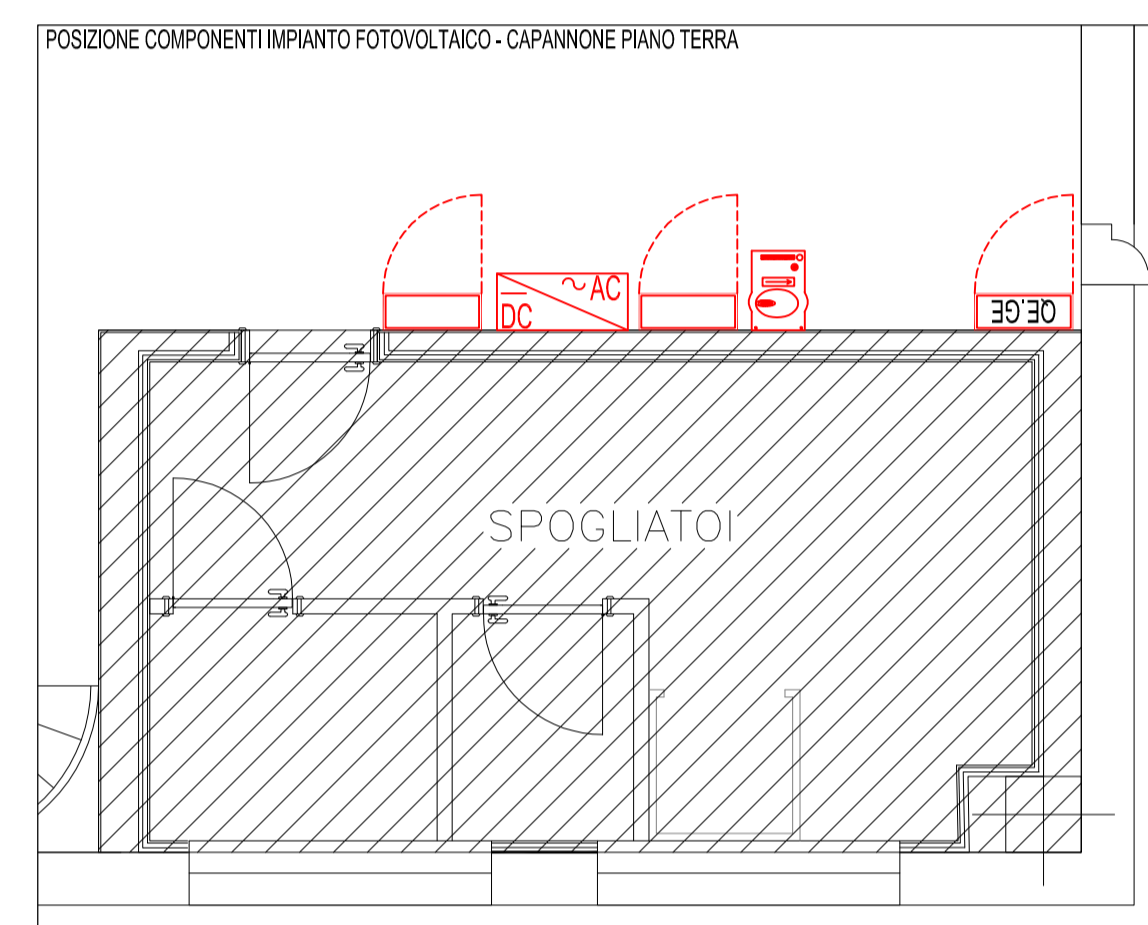 POSIZIONE COMPONENTI IMPIANTO FOTOVOLTAICO - CAPANNONE PIANO TERRA
AC
DC
QE.GE
SPOGLIATOI